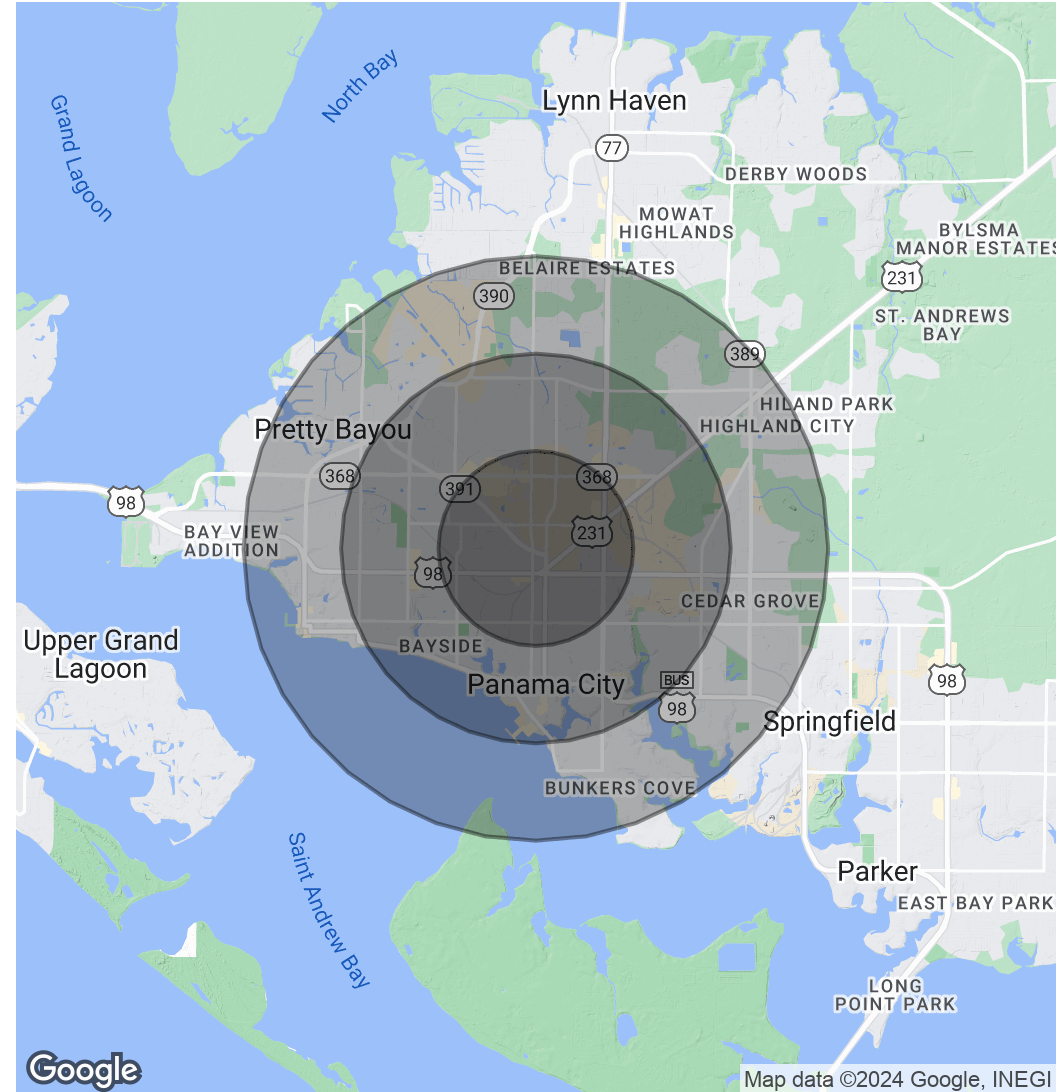 North Bay
Grand Lagoon
Lynn Haven
77
DERBY WOODS
MOWAT
HIGHLANDS
BYLSMA
MANOR ESTATES
BELAIRE ESTATES
231
390
ST. ANDREWS
BAY
389
HILAND PARK
HIGHLAND CITY
Pretty Bayou
368
391
368
98
BAY VIEW
ADDITION
231
98
CEDAR GROVE
Upper Grand
Lagoon
BAYSIDE
Panama City
BUS
98
98
Springfield
BUNKERS COVE
Saint Andrew Bay
Parker
EAST BAY PARK
LONG
POINT PARK
Google
Map data ©2024 Google, INEGI